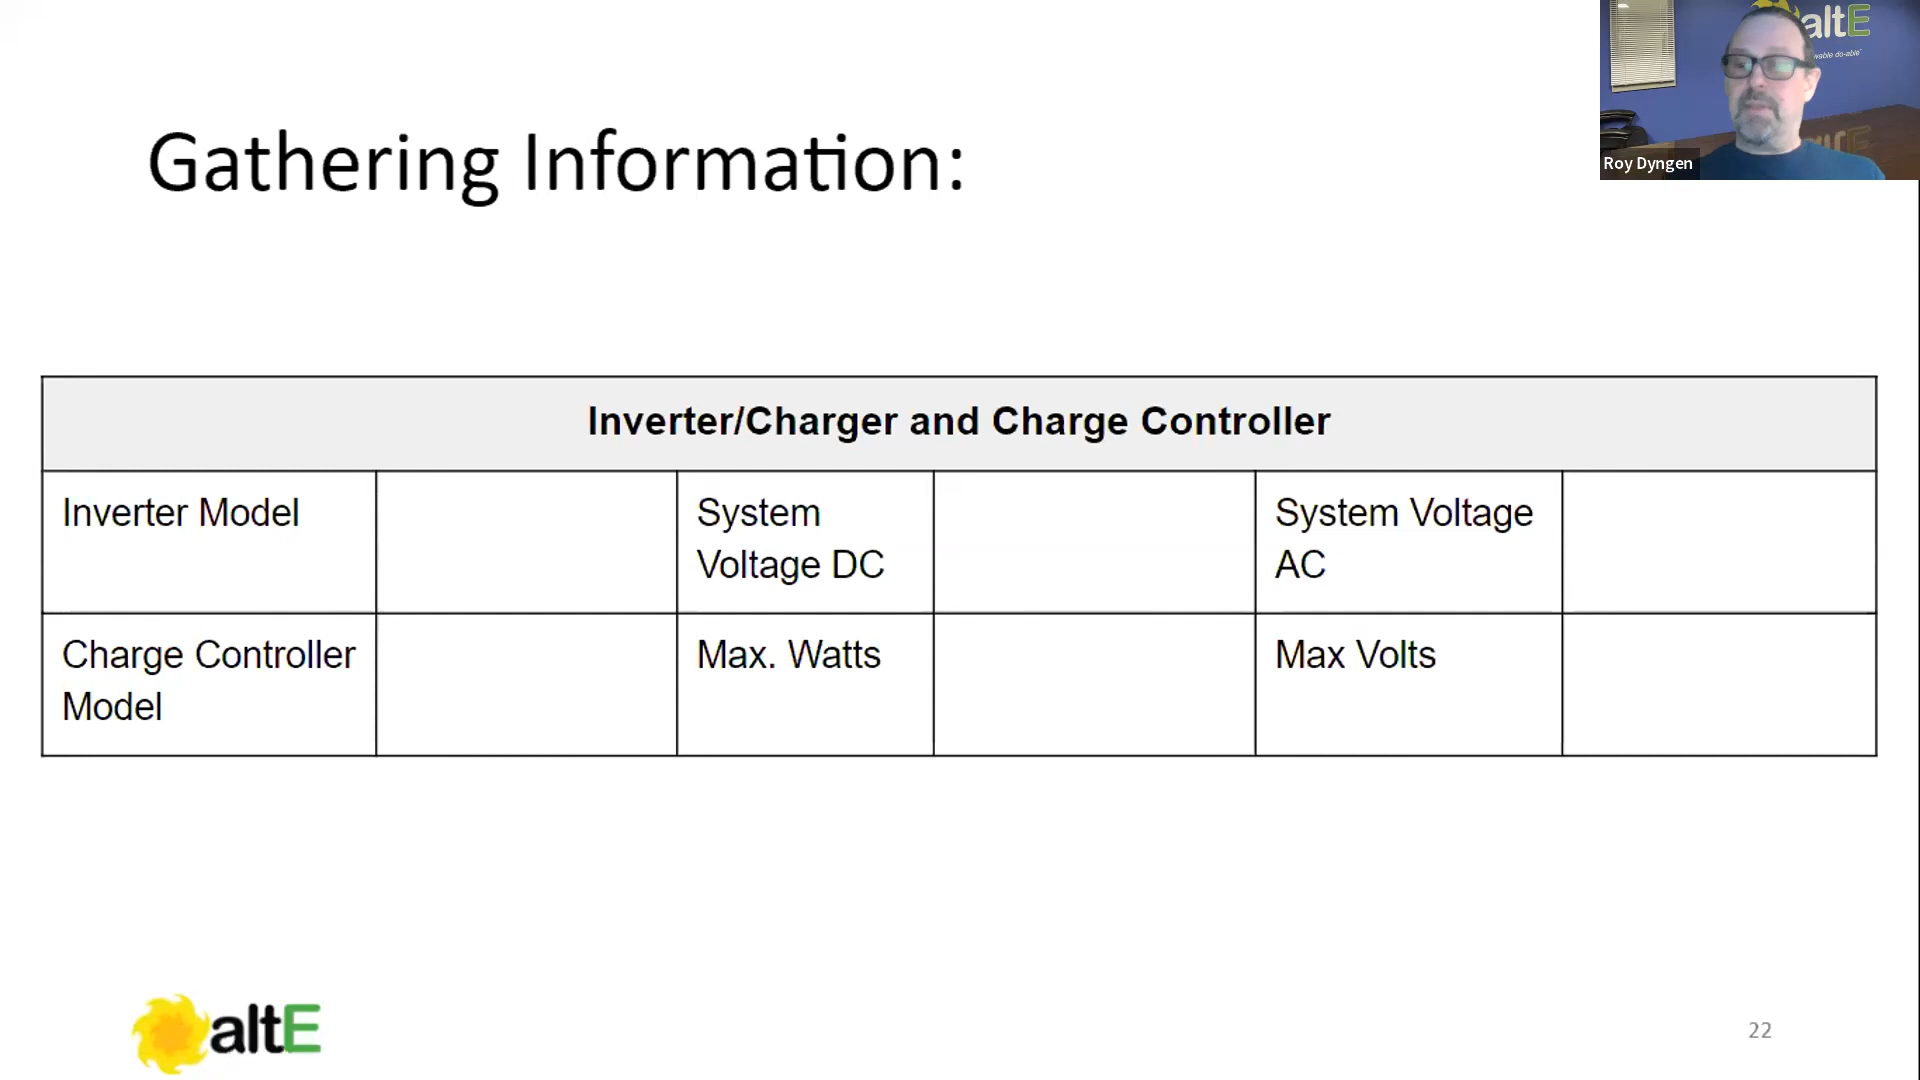 altE
Roy Dyngen
Gathering Information:
Inverter/Charger and Charge Controller
Inverter Model
System
Voltage DC
System Voltage
AC
Charge Controller
Model
Max. Watts
Max Volts
altE
22